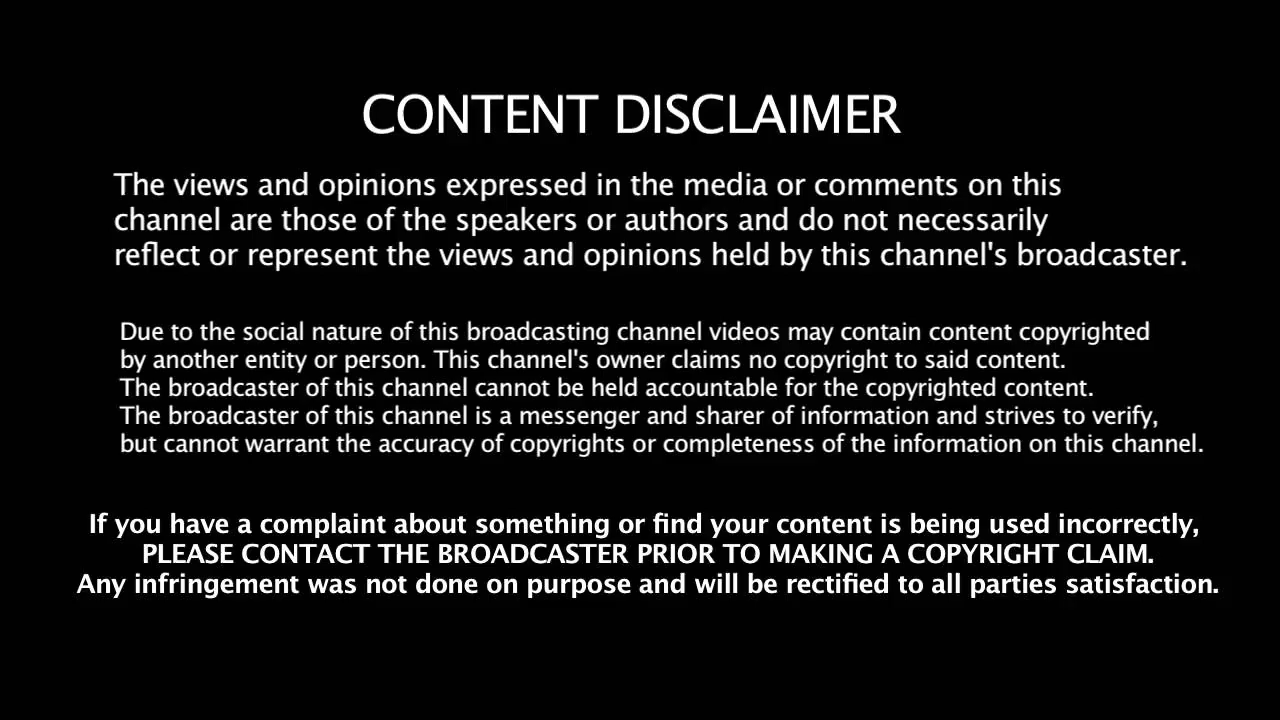 CONTENT DISCLAIMER
The views and opinions expressed in the media or comments on this
channel are those of the speakers or authors and do not necessarily
reflect or represent the views and opinions held by this channel's broadcaster.
Due to the social nature of this broadcasting channel videos may contain content copyrighted
by another entity or person. This channel's owner claims no copyright to said content.
The broadcaster of this channel cannot be held accountable for the copyrighted content.
The broadcaster of this channel is a messenger and sharer of information and strives to verify,
but cannot warrant the accuracy of copyrights or completeness of the information on this channel.
If you have a complaint about something or find your content is being used incorrectly,
PLEASE CONTACT THE BROADCASTER PRIOR TO MAKING A COPYRIGHT CLAIM.
Any infringement was not done on purpose and will be rectified to all parties satisfaction.